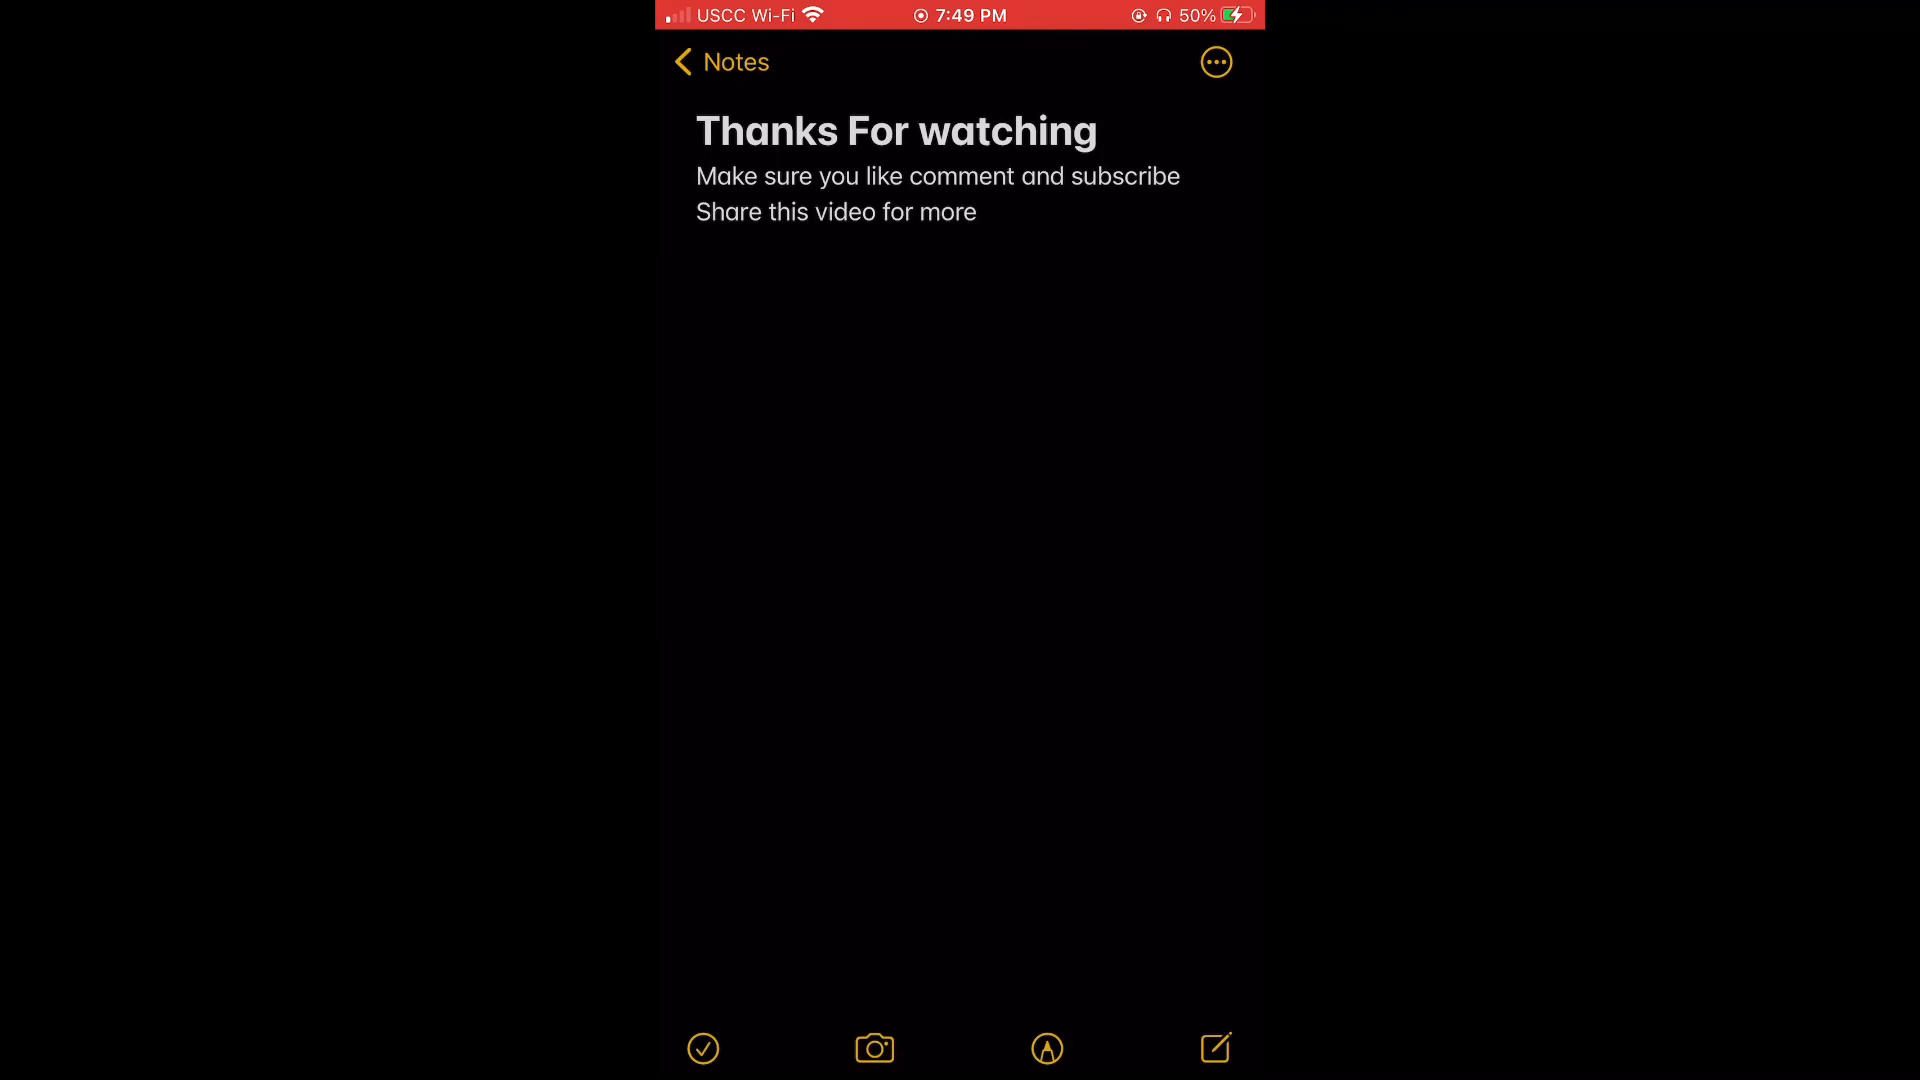 USCC Wi-Fi 7:49 PM 50%
Notes
Thanks For watching
Make sure you like comment and subscribe
Share this video for more